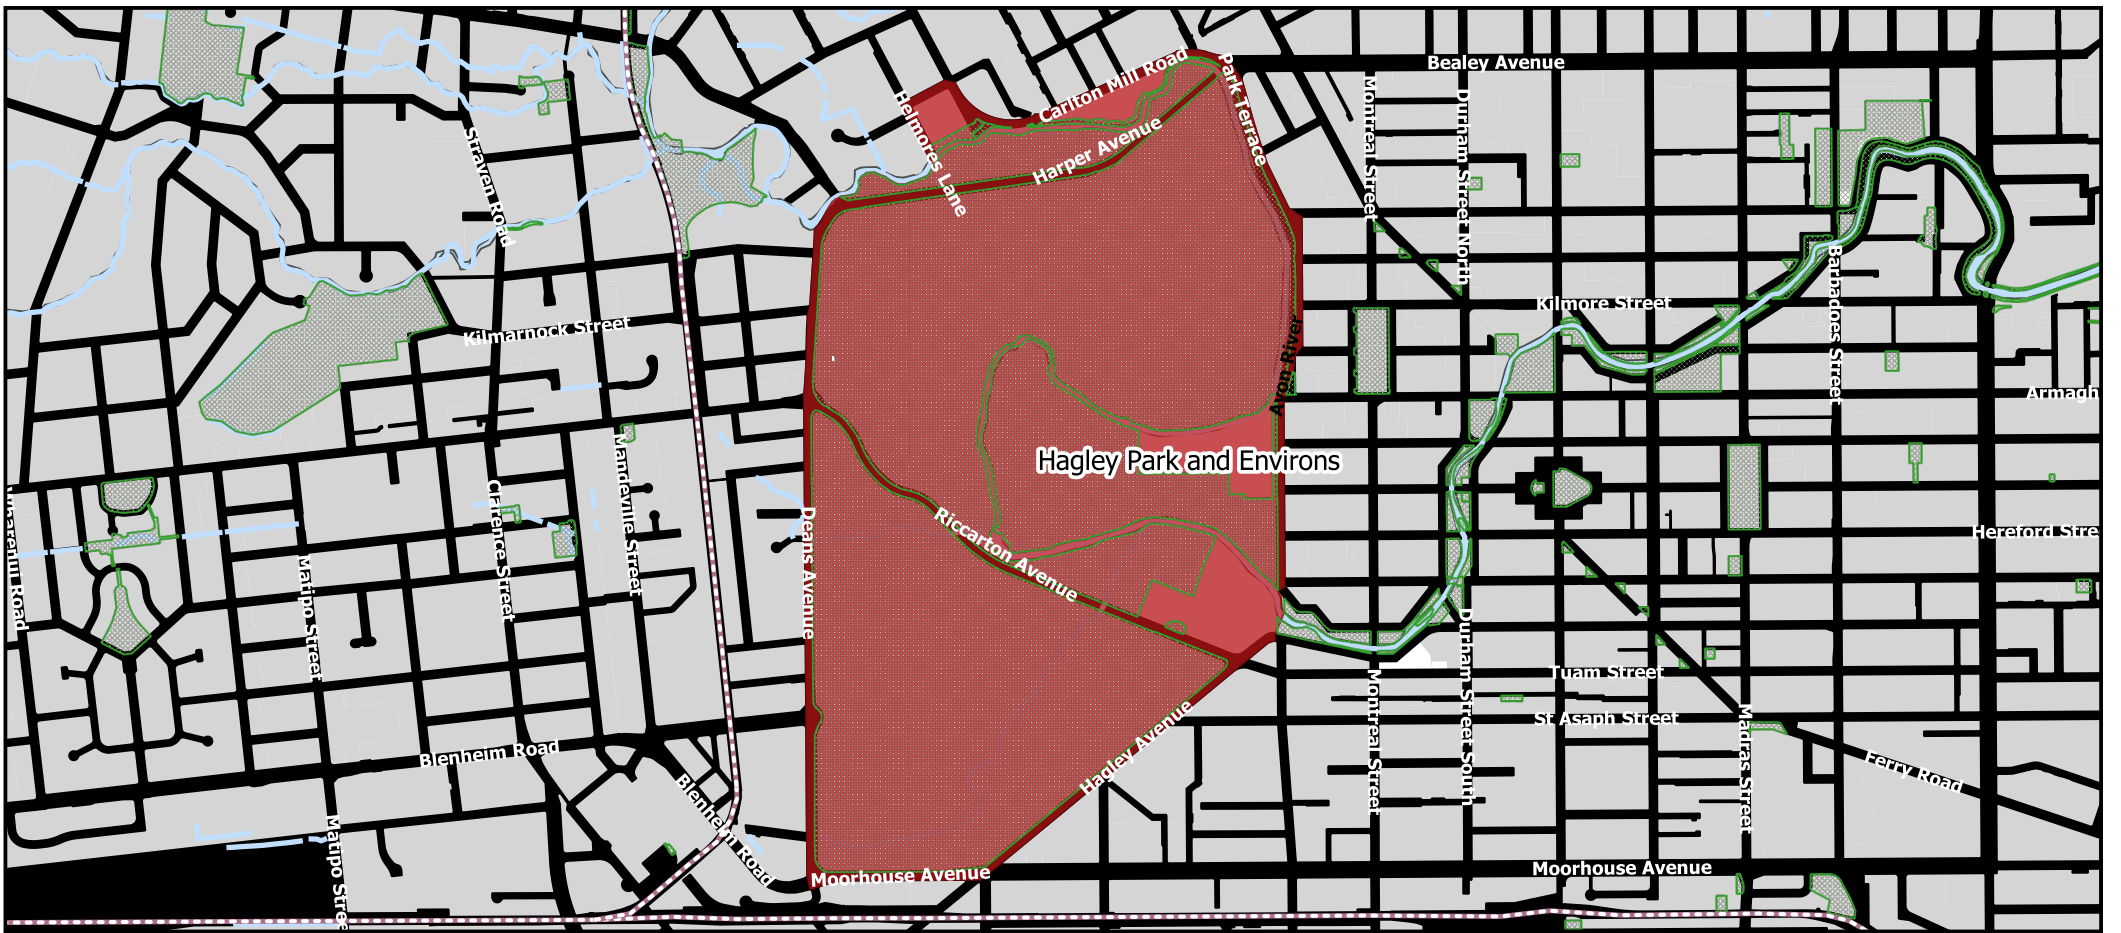 Bealey Avenue
Carlton Mill Road
Park Terrace
Helmores Lane
Harper Avenue
Montreal Street
Durham Street North
Straven Road
Barbadoes Street
Kilmore Street
Kilmarnock Street
Avon River
Armagh
Hagley Park and Environs
Mandeville Street
Clarence Street
Wharenui Road
Matipo Street
Deans Avenue
Riccarton Avenue
Hereford Stre
Durham Street South
Tuam Street
Montreal Street
St Asaph Street
Madras Street
Hagley Avenue
Blenheim Road
Blenheim Road
Ferry Road
Matipo Stree
Moorhouse Avenue
Moorhouse Avenue